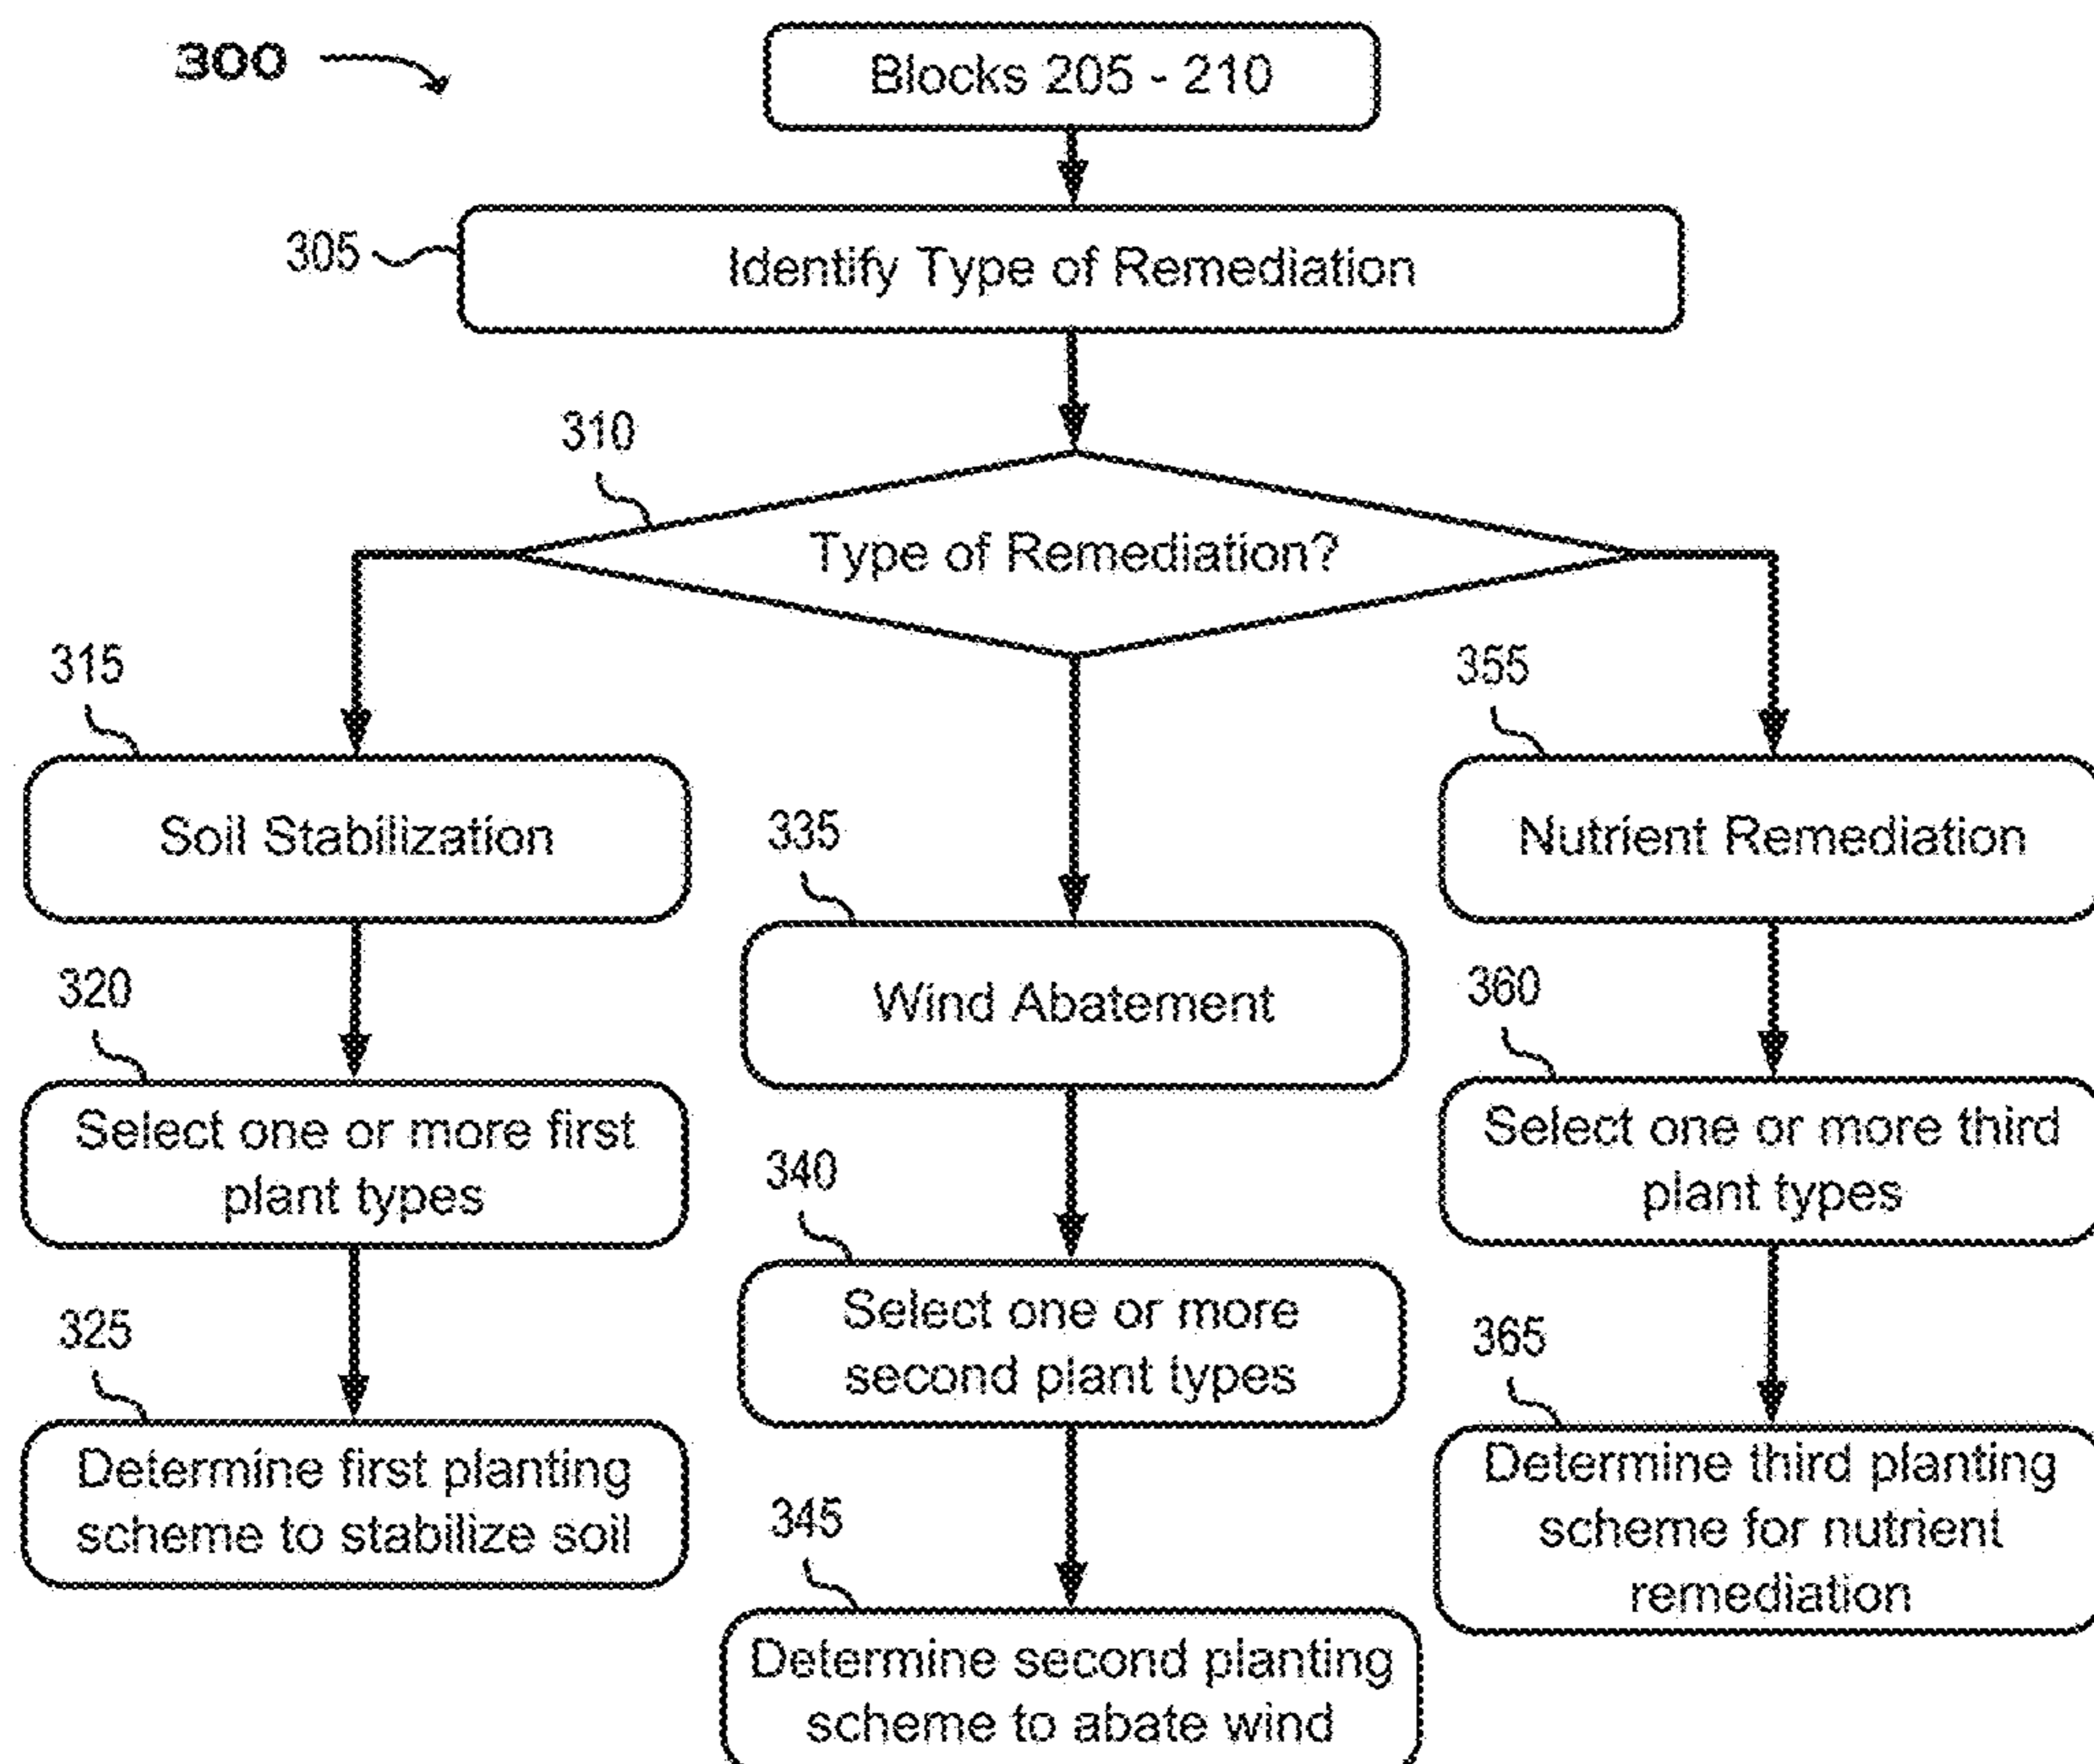 300
Blocks 205 - 210
305
Identify Type of Remediation
310
Type of Remediation?
315
Soil Stabilization
320
Select one or more first
plant types
325
Determine first planting
scheme to stabilize soil
335
Wind Abatement
340
Select one or more
second plant types
345
Determine second planting
scheme to abate wind
355
Nutrient Remediation
360
Select one or more third
plant types
365
Determine third planting
scheme for nutrient
remediation